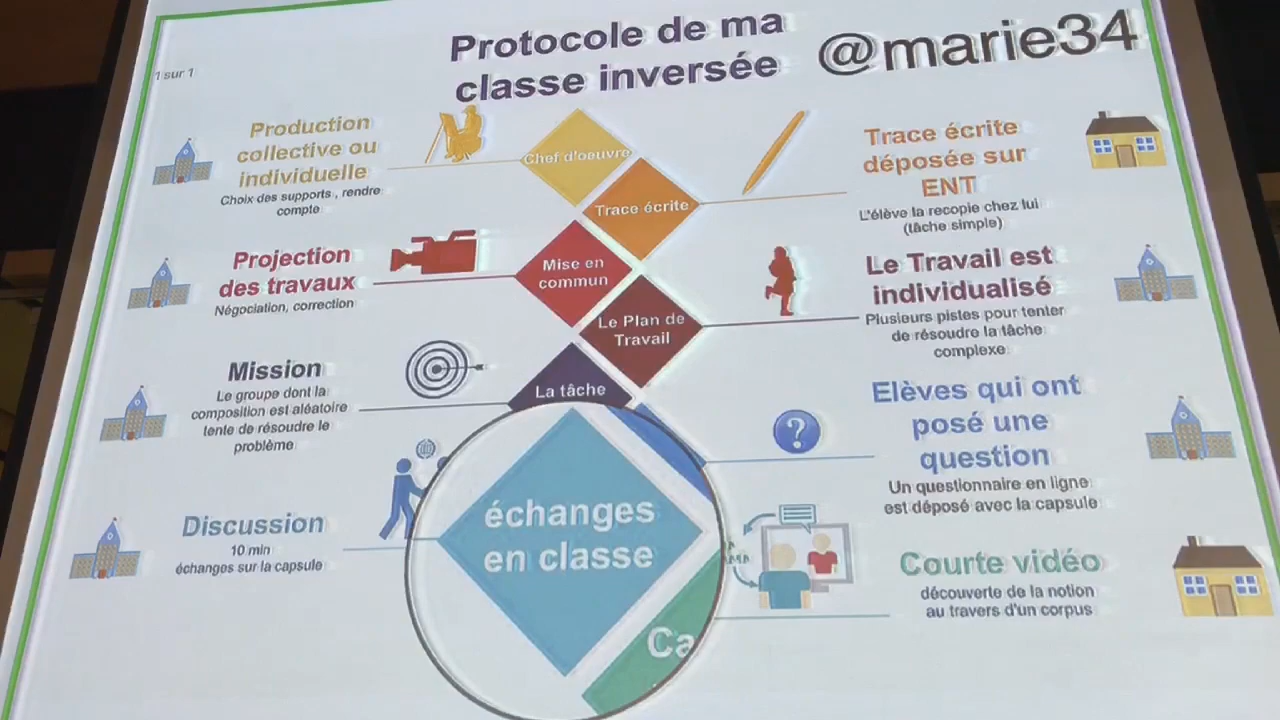 Protocole de ma
classe inversée
@marie34
1 sur 1
Production
collective ou
individuelle
Choix des supports , rendre
compte
Chef d'oeuvre
Trace écrite
Trace écrite
déposée sur
ENT
L'élève la recopie chez lui
(tâche simple)
Projection
des travaux
Négociation, correction
Mise en
commun
Le Plan de
Travail
Le Travail est
individualisé
Plusieurs pistes pour tenter
de résoudre la tâche
complexe
Mission
Le groupe dont la
composition est aléatoire
tente de résoudre le
problème
La tâche
Elèves qui ont
posé une
question
Un questionnaire en ligne
est déposé avec la capsule
?
Discussion
10 min
échanges sur la capsule
échanges
en classe
Ca
Courte vidéo
découverte de la notion
au travers d'un corpus